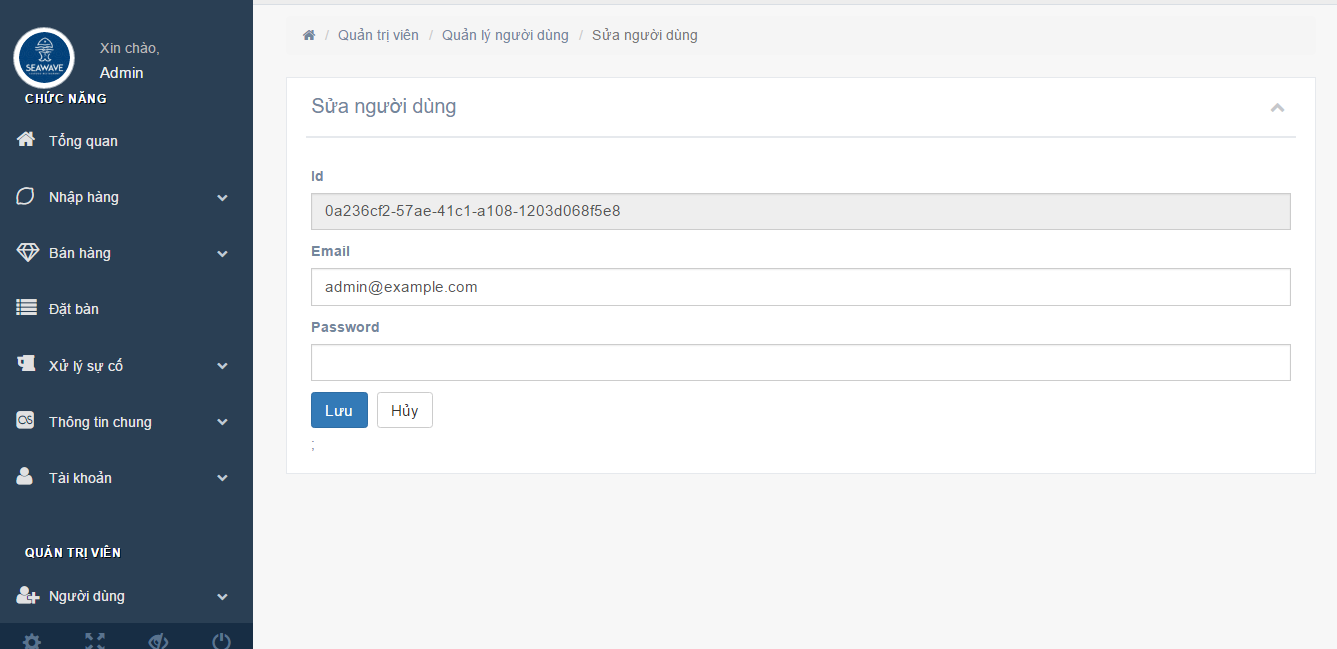 SEAWAVE
Xin chào,
Admin
CHỨC NĂNG
Tổng quan
Nhập hàng
Bán hàng
Đặt bàn
Xử lý sự cố
Thông tin chung
Tài khoản
QUẢN TRỊ VIÊN
Người dùng
/ Quản trị viên / Quản lý người dùng / Sửa người dùng
Sửa người dùng
Id
0a236cf2-57ae-41c1-a108-1203d068f5e8
Email
admin@example.com
Password
Lưu Hủy
;